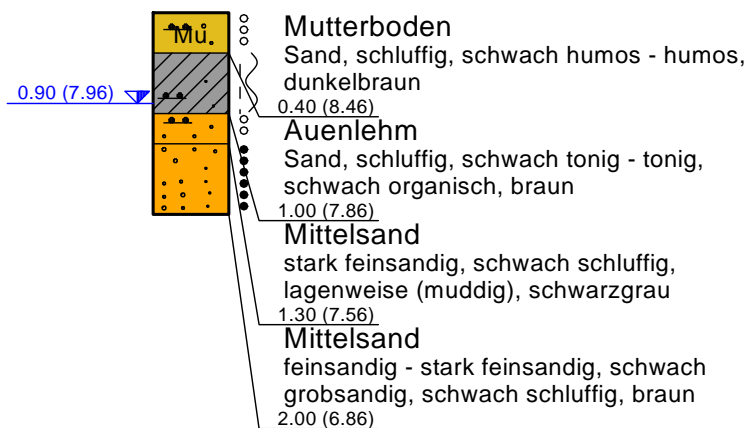 Mu
0.90 (7.96)
Mutterboden
Sand, schluffig, schwach humos - humos,
dunkelbraun
0.40 (8.46)
Auenlehm
Sand, schluffig, schwach tonig - tonig,
schwach organisch, braun
1.00 (7.86)
Mittelsand
stark feinsandig, schwach schluffig,
lagenweise (muddig), schwarzgrau
1.30 (7.56)
Mittelsand
feinsandig - stark feinsandig, schwach
grobsandig, schwach schluffig, braun
2.00 (6.86)